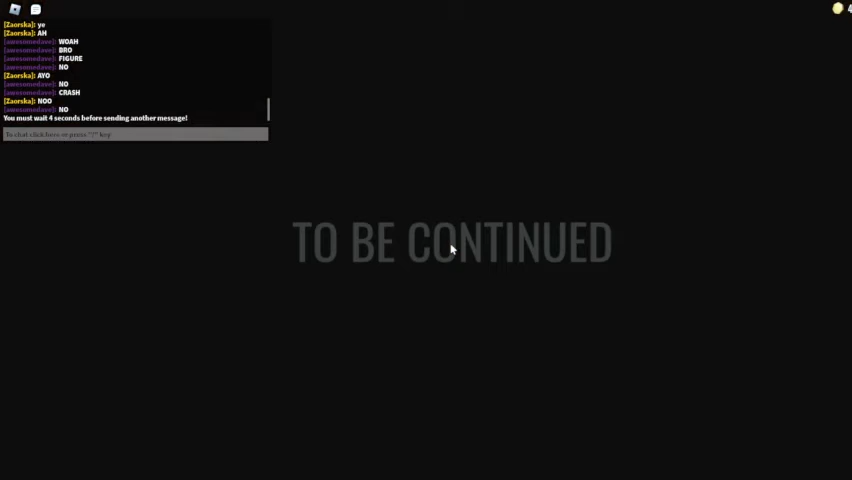 [Zaorska]: ye
[Zaorska]: AH
[awesomedave]: WOAH
[awesomedave]: BRO
[awesomedave]: FIGURE
[awesomedave]: NO
[Zaorska]: AYO
[awesomedave]: NO
[awesomedave]: CRASH
[Zaorska]: NOO
[awesomedave]: NO
You must wait 4 seconds before sending another message!
To chat click here or press "/" key
TO BE CONTINUED
4